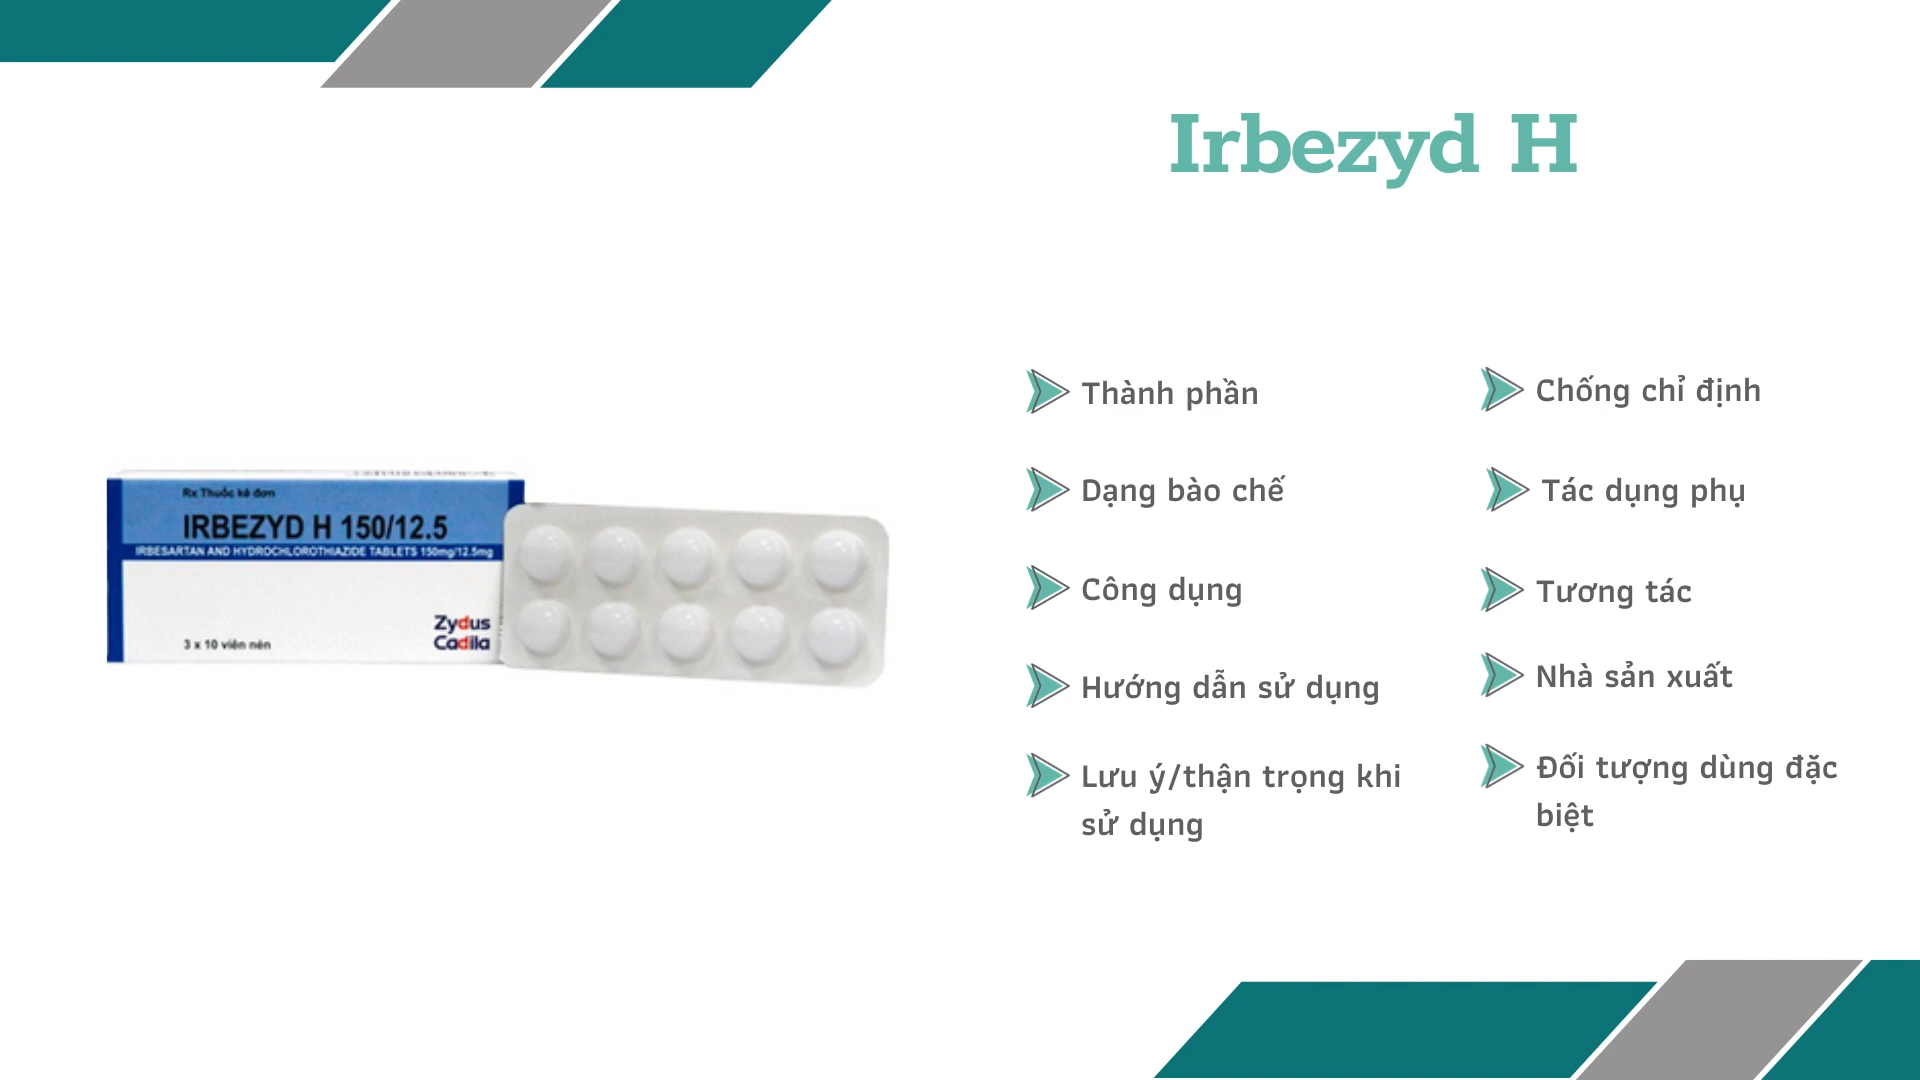 Irbezyd H
Rx Thuốc kê đơn
IRBEZYD H 150/12.5
IRBESARTAN AND HYDROCHLOROTHIAZIDE TABLETS 150mg/12.5mg
Zydus
Cadila
3 x 10 viên nén
Thành phần
Dạng bào chế
Công dụng
Hướng dẫn sử dụng
Lưu ý/thận trọng khi
sử dụng
Chống chỉ định
Tác dụng phụ
Tương tác
Nhà sản xuất
Đối tượng dùng đặc
biệt